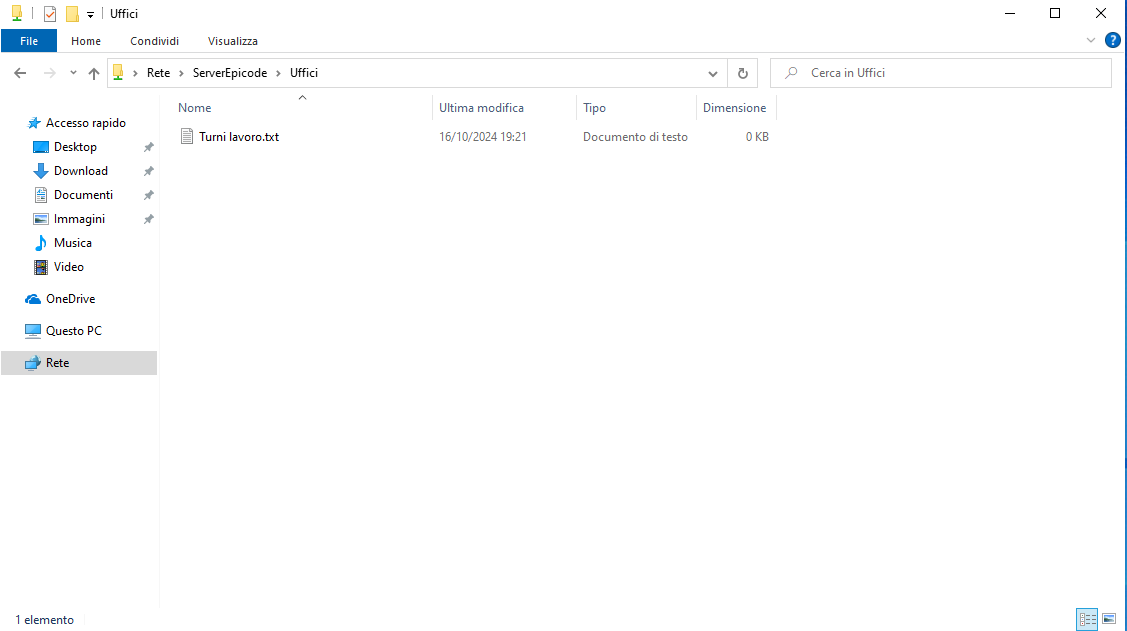 Uffici
File Home Condividi Visualizza ?
Rete > ServerEpicode > Uffici Cerca in Uffici
Nome Ultima modifica Tipo Dimensione
Turni lavoro.txt 16/10/2024 19:21 Documento di testo 0 KB
Accesso rapido
Desktop
Download
Documenti
Immagini
Musica
Video
OneDrive
Questo PC
Rete
1 elemento